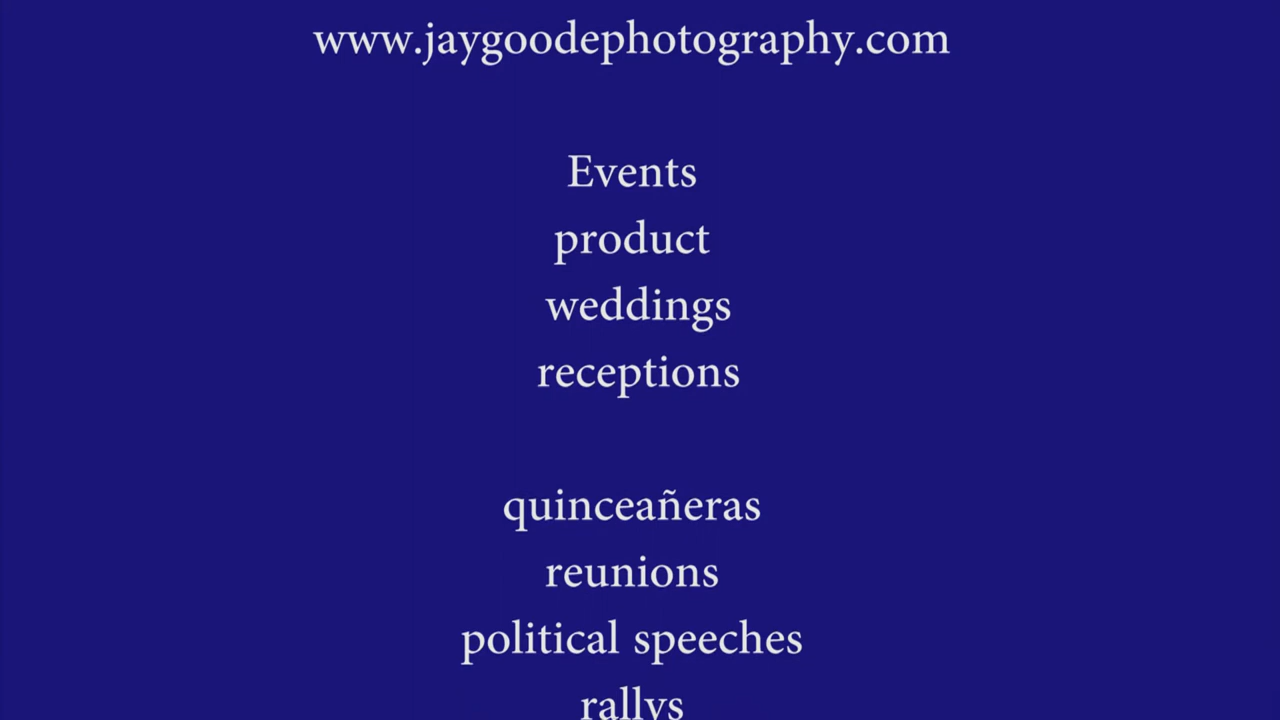 www.jaygoodephotography.com
Events
product
weddings
receptions
quinceañeras
reunions
political speeches
rallys